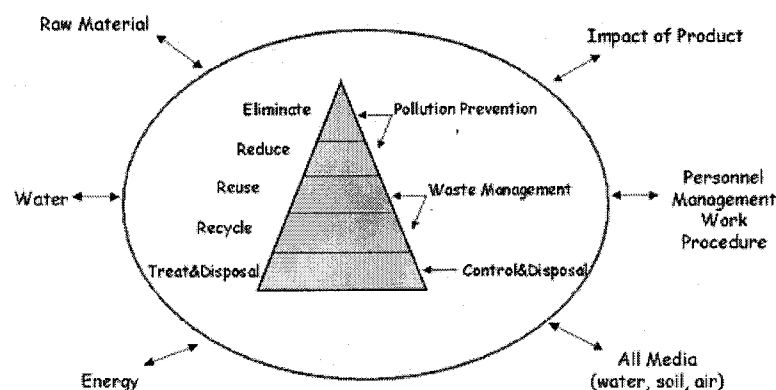 Raw Material
Impact of Product
Eliminate
Pollution Prevention
Reduce
Reuse
Water
Waste Management
Personnel
Management
Work
Procedure
Recycle
Treat&Disposal
Control&Disposal
Energy
All Media
(water, soil, air)